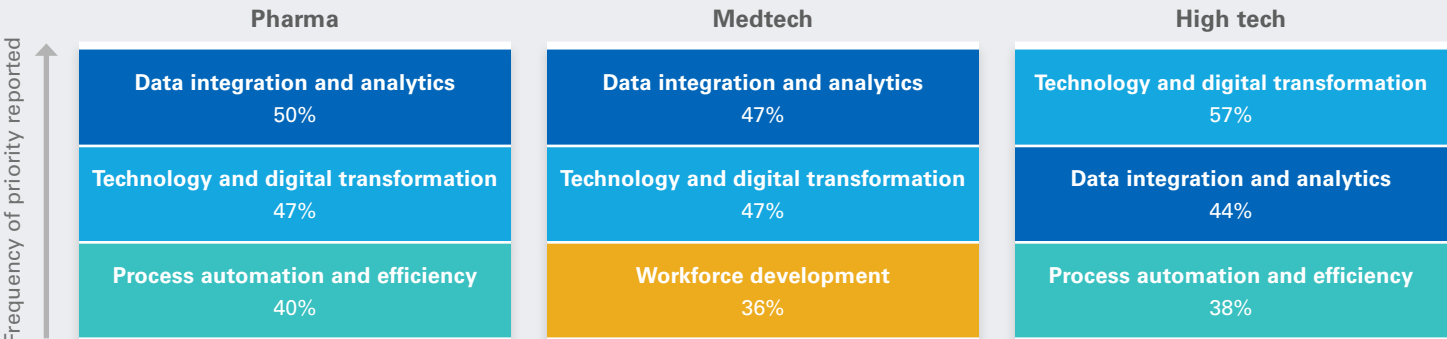 Pharma
Medtech
High tech
Frequency of priority reported
Data integration and analytics
50%
Technology and digital transformation
47%
Process automation and efficiency
40%
Data integration and analytics
47%
Technology and digital transformation
47%
Workforce development
36%
Technology and digital transformation
57%
Data integration and analytics
44%
Process automation and efficiency
38%